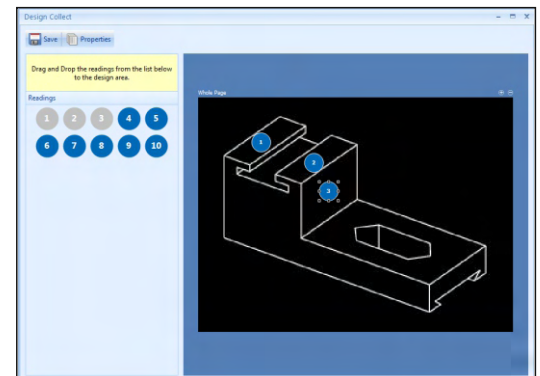 Design Collect
Save Properties
Drag and Drop the readings from the list below
to the design area.
Readings
1 2 3 4 5
6 7 8 9 10
Whole Page
1
2
3